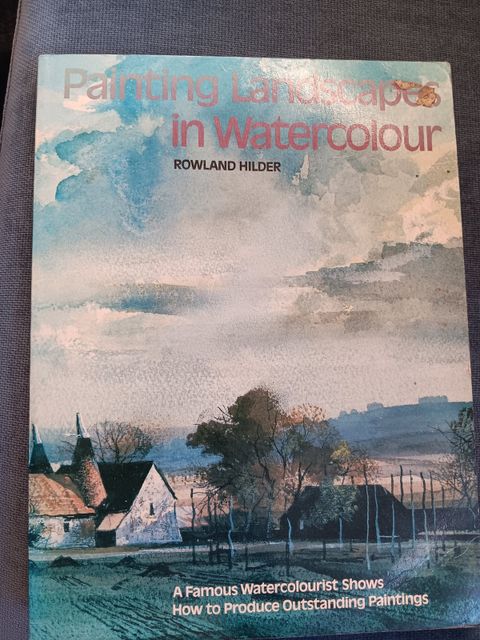 Painting Landscapes
in Watercolour
ROWLAND HILDER
A Famous Watercolourist Shows
How to Produce Outstanding Paintings